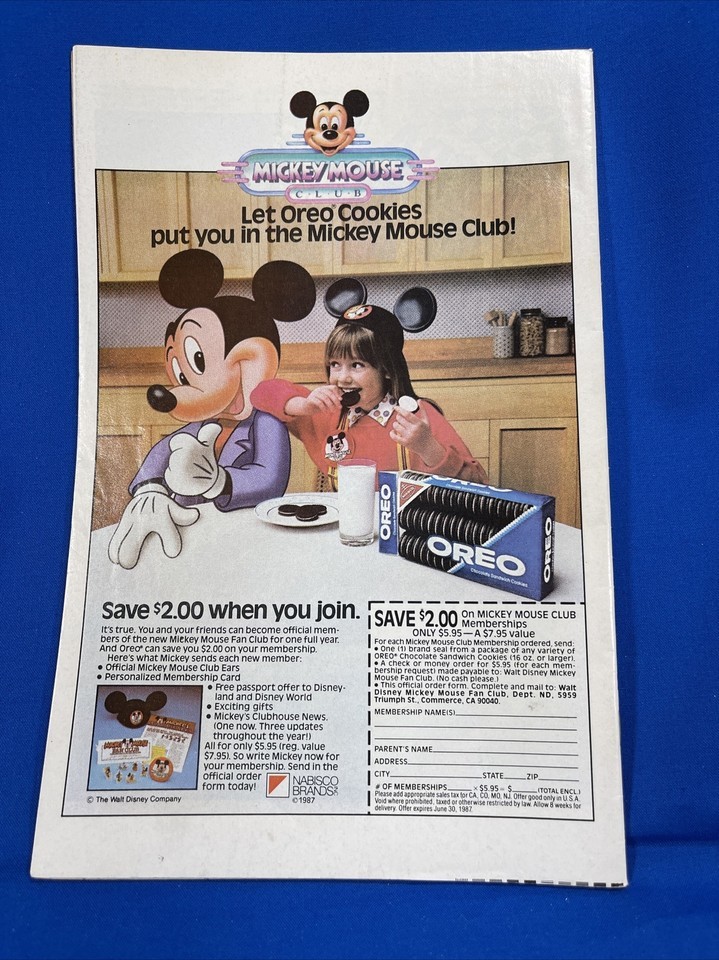 MICKEY MOUSE
C·L·U·B
Let Oreo® Cookies
put you in the Mickey Mouse Club!
OREO
OREO
Chocolate Sandwich Cookies
OREO
Save $2.00 when you join.
It's true. You and your friends can become official mem-
bers of the new Mickey Mouse Fan Club for one full year.
And Oreo® can save you $2.00 on your membership.
Here's what Mickey sends each new member:
• Official Mickey Mouse Club Ears
• Personalized Membership Card
• Free passport offer to Disney-
land and Disney World
• Exciting gifts
• Mickey's Clubhouse News.
(One now. Three updates
throughout the year!)
All for only $5.95 (reg. value
$7.95). So write Mickey now for
your membership. Send in the
official order
form today!
NABISCO
BRANDS
©1987
© The Walt Disney Company
SAVE $2.00 On MICKEY MOUSE CLUB
Memberships
ONLY $5.95—A $7.95 value
For each Mickey Mouse Club Membership ordered, send:
• One (1) brand seal from a package of any variety of
OREO® Chocolate Sandwich Cookies (16 oz. or larger).
• A check or money order for $5.95 (for each mem-
bership request) made payable to: Walt Disney Mickey
Mouse Fan Club. (No cash please.)
• This official order form. Complete and mail to: Walt
Disney Mickey Mouse Fan Club, Dept. ND, 5959
Triumph St., Commerce, CA 90040.
MEMBERSHIP NAME(S)
PARENT'S NAME
ADDRESS
CITY STATE ZIP
# OF MEMBERSHIPS × $5.95 = $ (TOTAL ENCL.)
Please add appropriate sales tax for CA, CO, MO, NJ. Offer good only in U.S.A.
Void where prohibited, taxed or otherwise restricted by law. Allow 8 weeks for
delivery. Offer expires June 30, 1987.